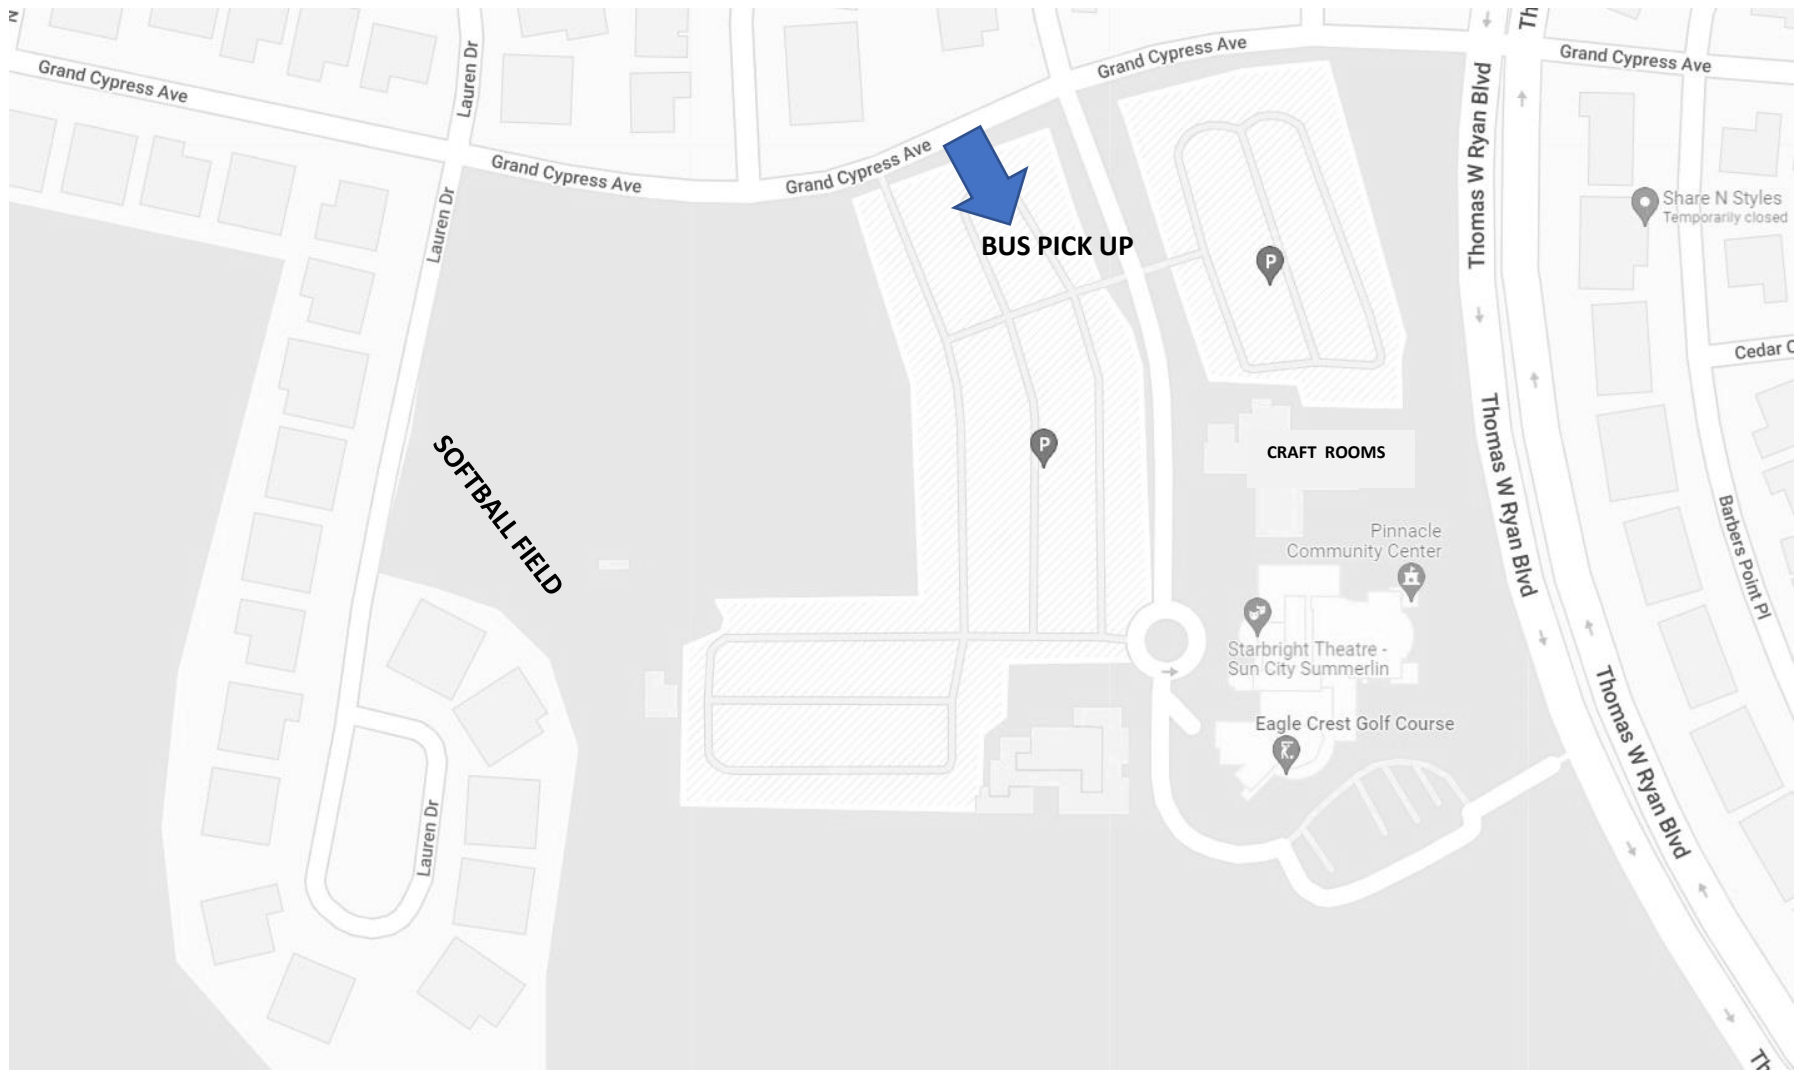 N
Lauren Dr
Th
Grand Cypress Ave
Grand Cypress Ave
Grand Cypress Ave
Grand Cypress Ave
Grand Cypress Ave
Lauren Dr
Thomas W Ryan Blvd
Share N Styles
Temporarily closed
BUS PICK UP
P
Cedar C
P
SOFTBALL FIELD
CRAFT ROOMS
Thomas W Ryan Blvd
Barbers Point Pl
Pinnacle
Community Center
Starbright Theatre -
Sun City Summerlin
Eagle Crest Golf Course
Thomas W Ryan Blvd
Lauren Dr
Th